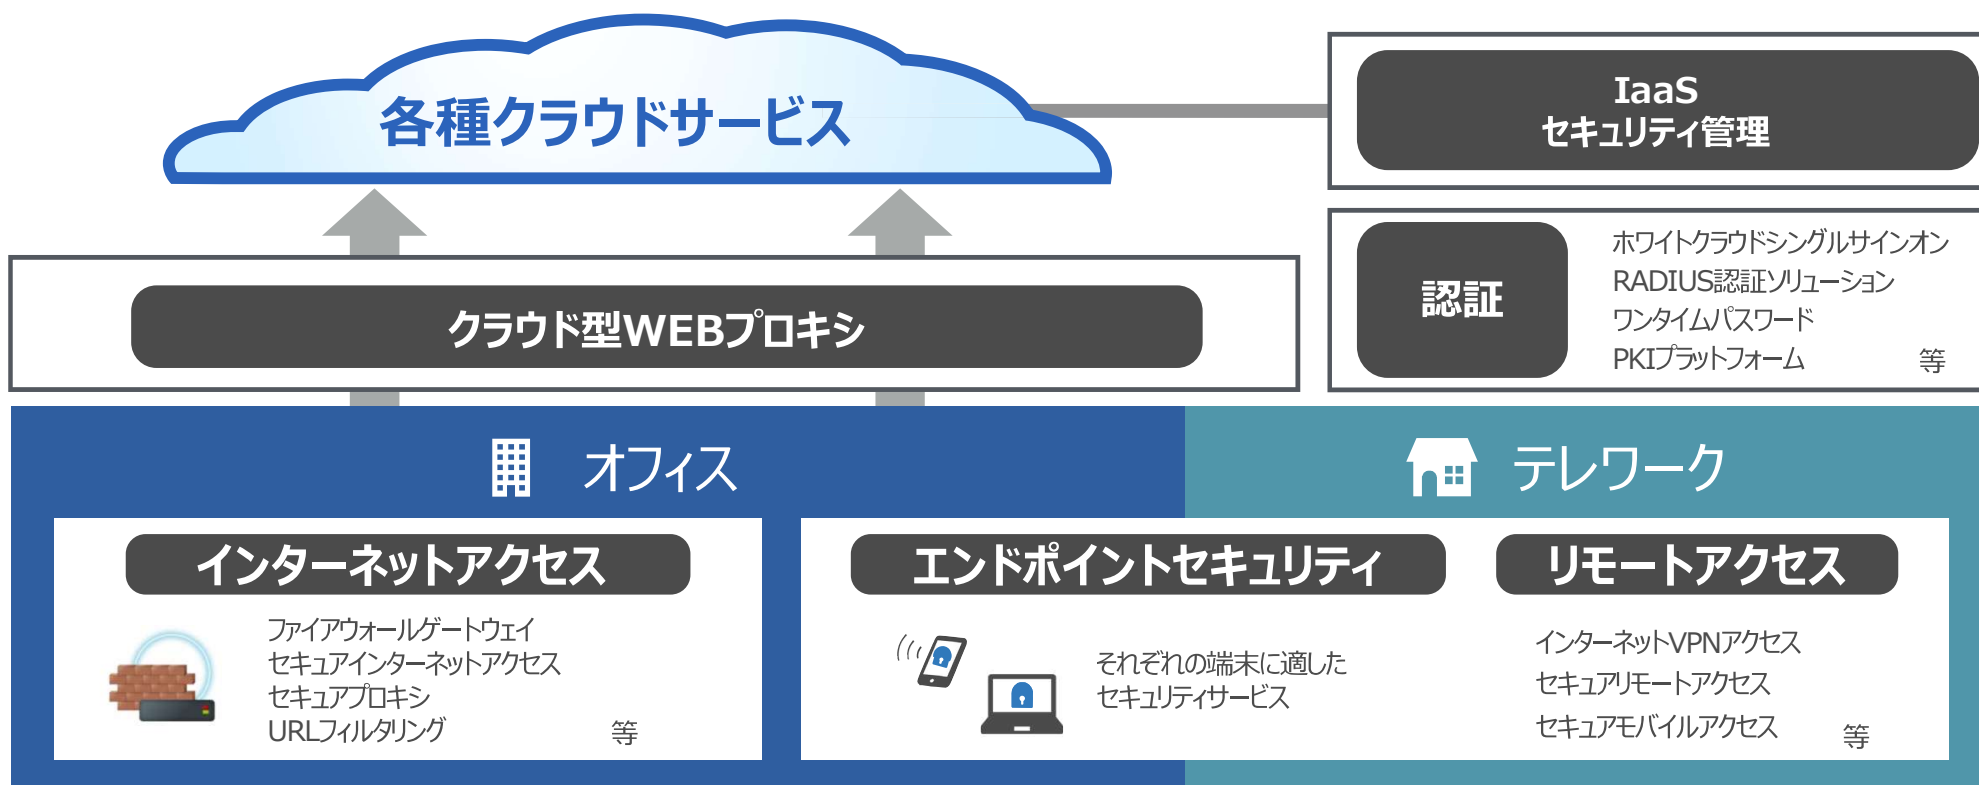 各種クラウドサービス
IaaS
セキュリティ管理
認証
ホワイトクラウドシングルサインオン
RADIUS認証ソリューション
ワンタイムパスワード
PKIプラットフォーム 等
クラウド型WEBプロキシ
オフィス
テレワーク
インターネットアクセス
ファイアウォールゲートウェイ
セキュアインターネットアクセス
セキュアプロキシ
URLフィルタリング 等
エンドポイントセキュリティ
それぞれの端末に適した
セキュリティサービス
リモートアクセス
インターネットVPNアクセス
セキュアリモートアクセス
セキュアモバイルアクセス 等